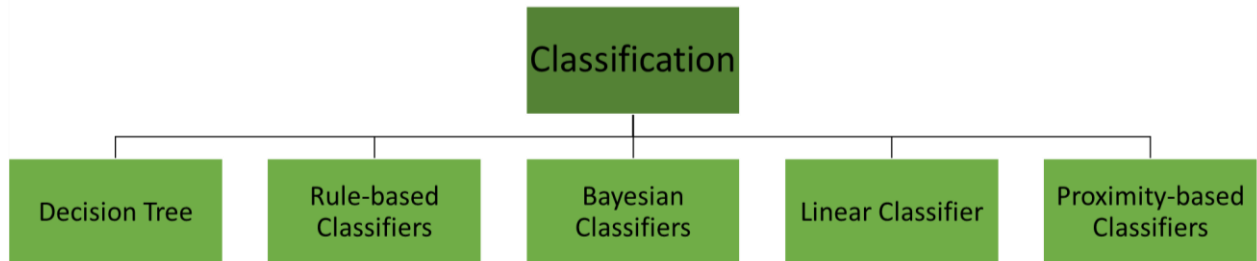 Classification
Decision Tree
Rule-based
Classifiers
Bayesian
Classifiers
Linear Classifier
Proximity-based
Classifiers